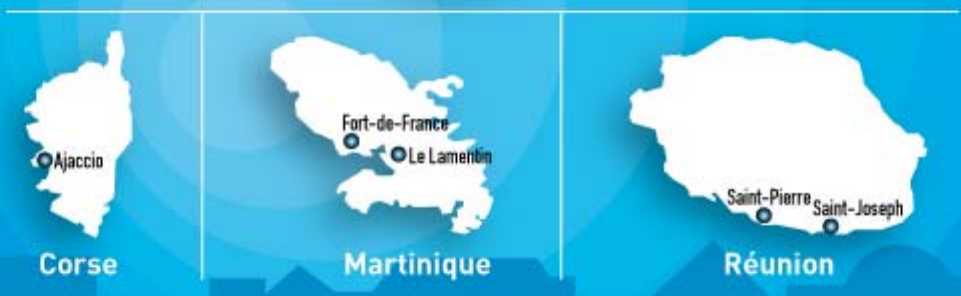 Ajaccio
Corse
Fort-de-France
Le Lamentin
Martinique
Saint-Pierre
Saint-Joseph
Réunion